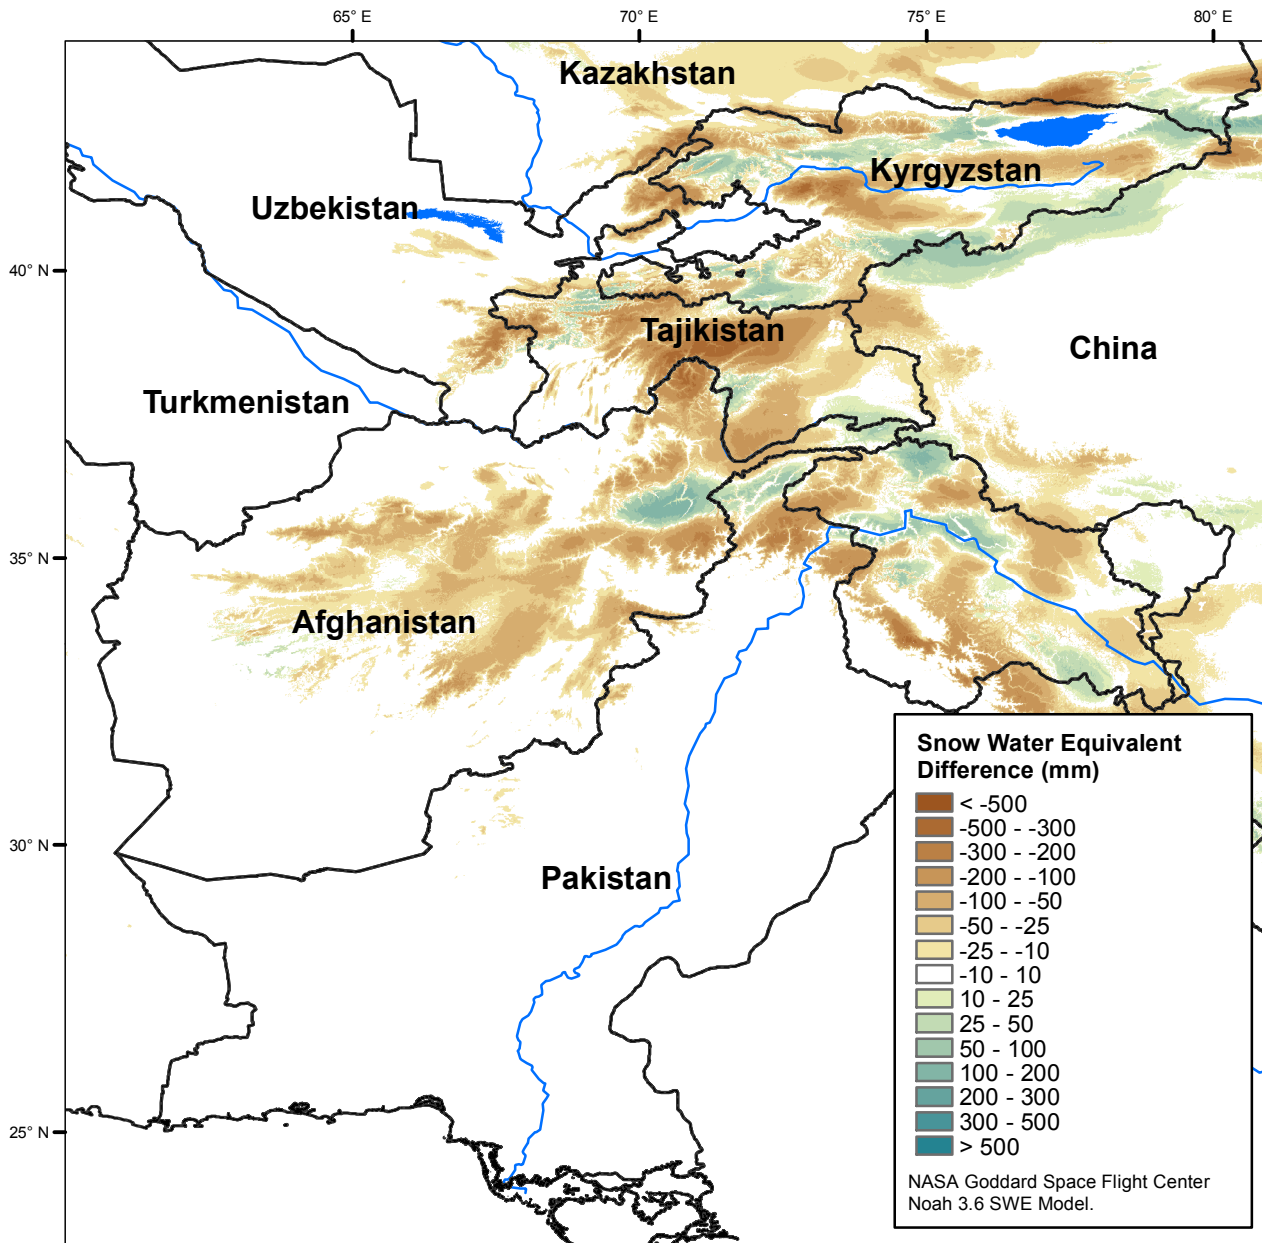 65° E
70° E
75° E
80° E
Kazakhstan
Kyrgyzstan
Uzbekistan
40° N
Tajikistan
China
Turkmenistan
35° N
Afghanistan
30° N
Pakistan
25° N
Snow Water Equivalent
Difference (mm)
< -500
-500 - -300
-300 - -200
-200 - -100
-100 - -50
-50 - -25
-25 - -10
-10 - 10
10 - 25
25 - 50
50 - 100
100 - 200
200 - 300
300 - 500
> 500
NASA Goddard Space Flight Center
Noah 3.6 SWE Model.